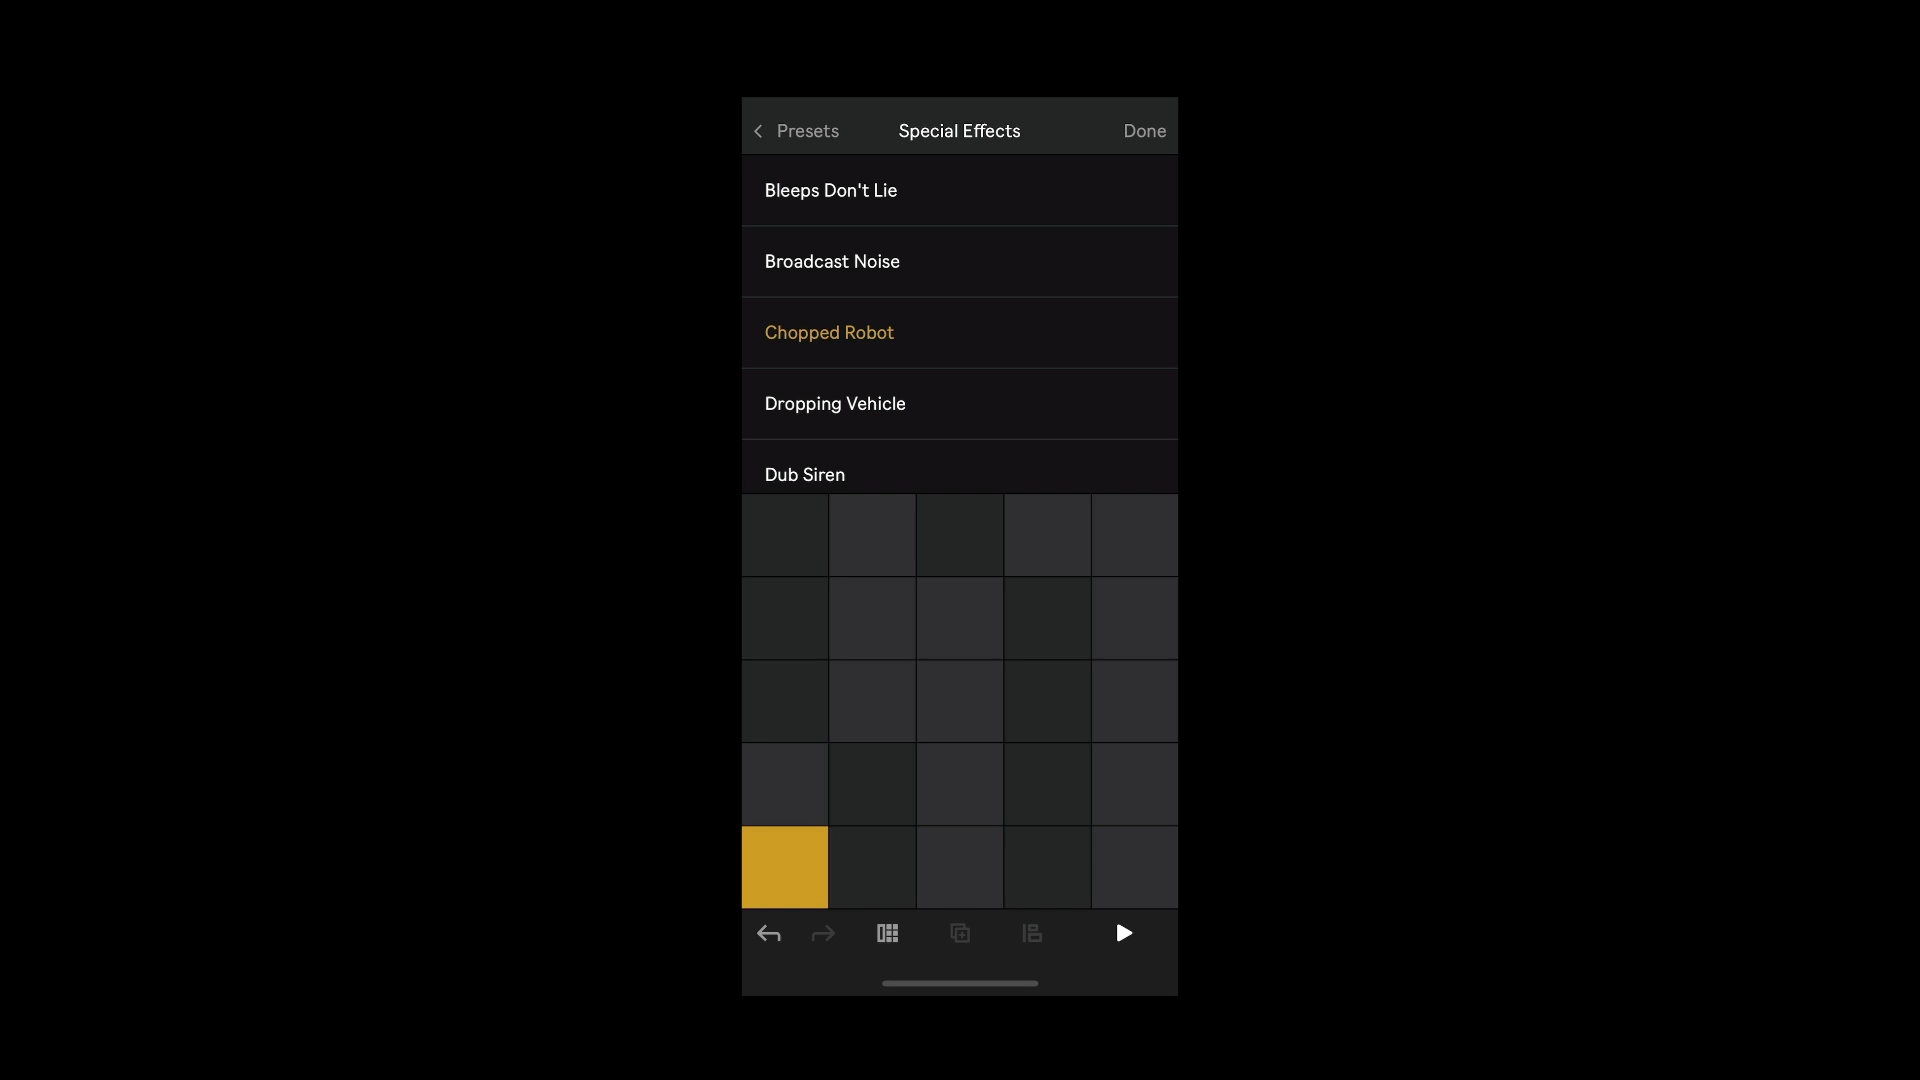 Presets
Special Effects
Done
Bleeps Don't Lie
Broadcast Noise
Chopped Robot
Dropping Vehicle
Dub Siren